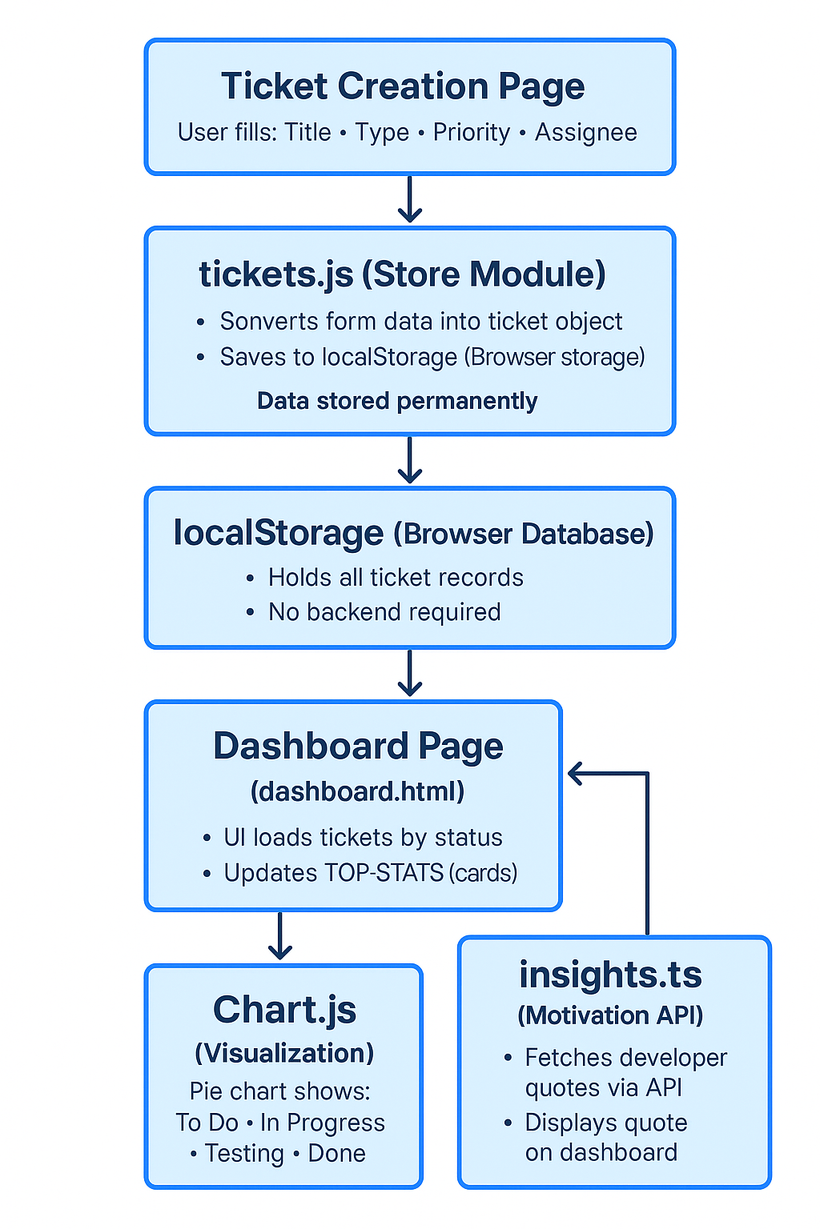 Ticket Creation Page
User fills: Title • Type • Priority • Assignee
tickets.js (Store Module)
• Sonverts form data into ticket object
• Saves to localStorage (Browser storage)
Data stored permanently
localStorage (Browser Database)
• Holds all ticket records
• No backend required
Dashboard Page
(dashboard.html)
• UI loads tickets by status
• Updates TOP-STATS (cards)
Chart.js
(Visualization)
Pie chart shows:
To Do • In Progress
• Testing • Done
insights.ts
(Motivation API)
• Fetches developer
quotes via API
• Displays quote
on dashboard